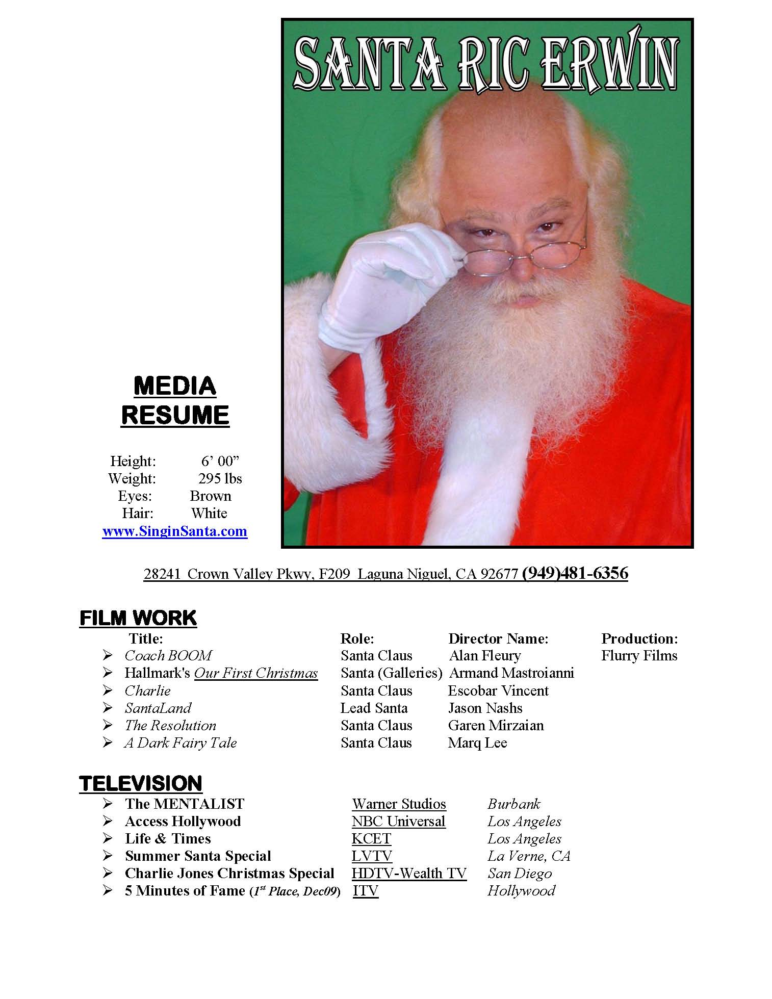 SANTA RIC ERWIN
MEDIA
RESUME
Height: 6’ 00”
Weight: 295 lbs
Eyes: Brown
Hair: White
www.SinginSanta.com
28241 Crown Valley Pkwy, F209 Laguna Niguel, CA 92677 (949)481-6356
FILM WORK
Title: Role: Director Name: Production:
➢ Coach BOOM Santa Claus Alan Fleury Flurry Films
➢ Hallmark's Our First Christmas Santa (Galleries) Armand Mastroianni
➢ Charlie Santa Claus Escobar Vincent
➢ SantaLand Lead Santa Jason Nashs
➢ The Resolution Santa Claus Garen Mirzaian
➢ A Dark Fairy Tale Santa Claus Marq Lee
TELEVISION
➢ The MENTALIST Warner Studios Burbank
➢ Access Hollywood NBC Universal Los Angeles
➢ Life & Times KCET Los Angeles
➢ Summer Santa Special LVTV La Verne, CA
➢ Charlie Jones Christmas Special HDTV-Wealth TV San Diego
➢ 5 Minutes of Fame (1st Place, Dec09) ITV Hollywood